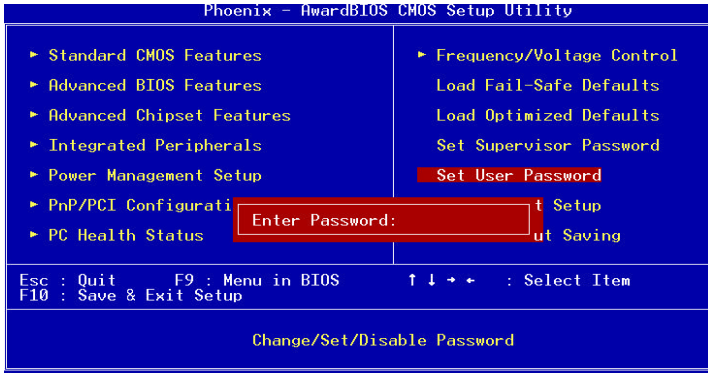 Phoenix - AwardBIOS CMOS Setup Utility
► Standard CMOS Features
► Advanced BIOS Features
► Advanced Chipset Features
► Integrated Peripherals
► Power Management Setup
► PnP/PCI Configurati
► PC Health Status
► Frequency/Voltage Control
Load Fail-Safe Defaults
Load Optimized Defaults
Set Supervisor Password
Set User Password
t Setup
ut Saving
Enter Password:
Esc : Quit F9 : Menu in BIOS ↑ ↓ → ← : Select Item
F10 : Save & Exit Setup
Change/Set/Disable Password